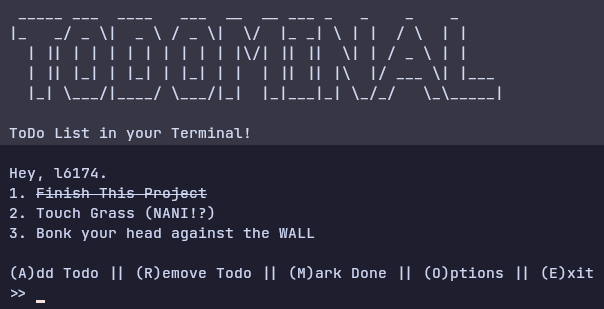 TODOMINAL
ToDo List in your Terminal!
Hey, l6174.
1. Finish This Project
2. Touch Grass (NANI!?)
3. Bonk your head against the WALL
(A)dd Todo || (R)emove Todo || (M)ark Done || (O)ptions || (E)xit
>> _